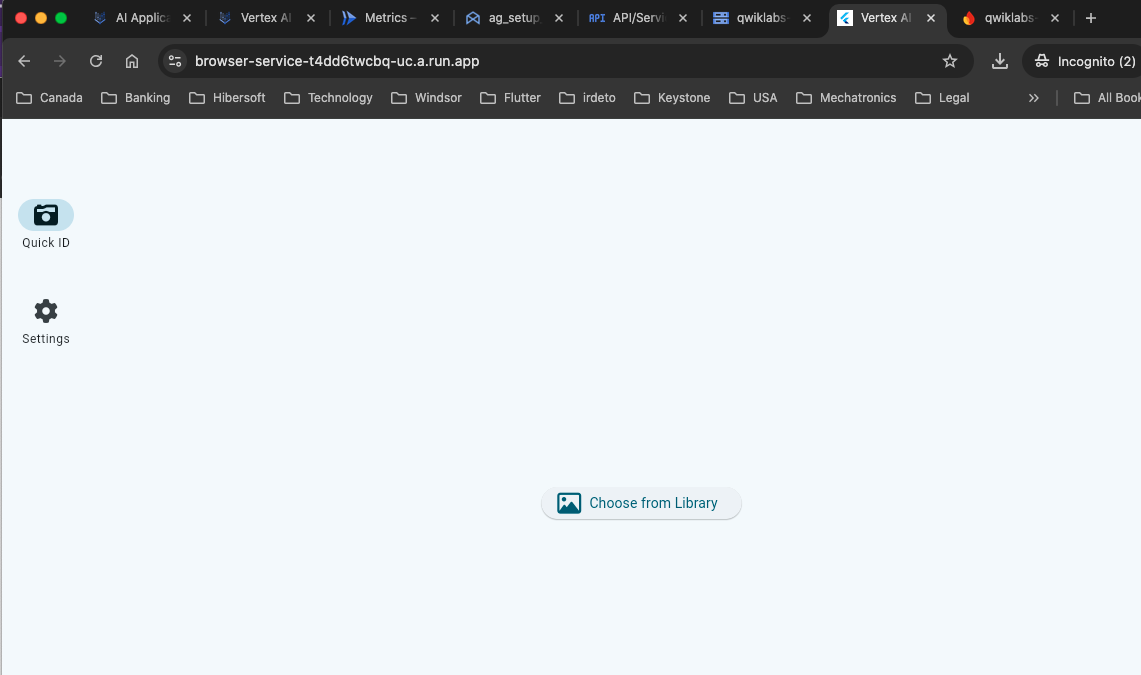 AI Applica
Vertex AI
Metrics –
ag_setup
API API/Servi
qwiklabs-
Vertex AI
qwiklabs-
browser-service-t4dd6twcbq-uc.a.run.app
Incognito (2)
Canada
Banking
Hibersoft
Technology
Windsor
Flutter
irdeto
Keystone
USA
Mechatronics
Legal
All Book
Quick ID
Settings
Choose from Library